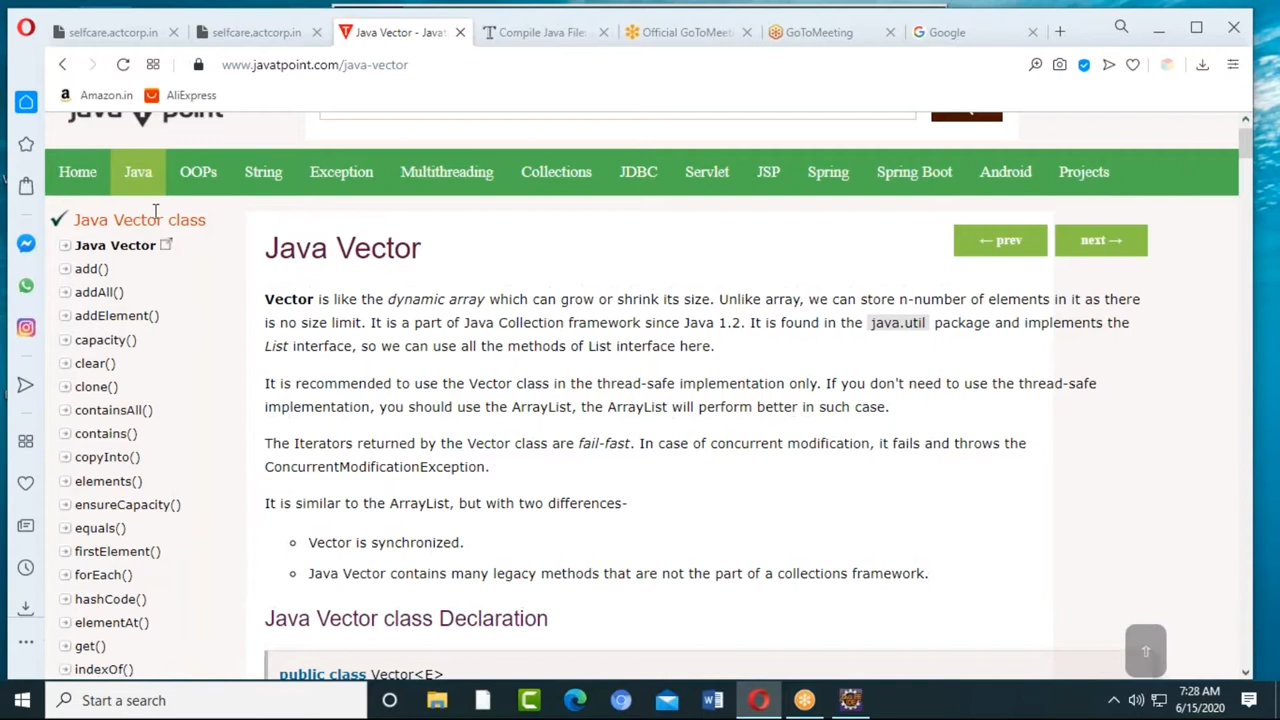 selfcare.actcorp.in
selfcare.actcorp.in
Java Vector - Javat
Compile Java File
Official GoToMeeti
GoToMeeting
Google
www.javatpoint.com/java-vector
Amazon.in
AliExpress
Home Java OOPs String Exception Multithreading Collections JDBC Servlet JSP Spring Spring Boot Android Projects
Java Vector class
Java Vector
add()
addAll()
addElement()
capacity()
clear()
clone()
containsAll()
contains()
copyInto()
elements()
ensureCapacity()
equals()
firstElement()
forEach()
hashCode()
elementAt()
get()
indexOf()
Java Vector
← prev
next →
Vector is like the dynamic array which can grow or shrink its size. Unlike array, we can store n-number of elements in it as there
is no size limit. It is a part of Java Collection framework since Java 1.2. It is found in the java.util package and implements the
List interface, so we can use all the methods of List interface here.
It is recommended to use the Vector class in the thread-safe implementation only. If you don't need to use the thread-safe
implementation, you should use the ArrayList, the ArrayList will perform better in such case.
The Iterators returned by the Vector class are fail-fast. In case of concurrent modification, it fails and throws the
ConcurrentModificationException.
It is similar to the ArrayList, but with two differences-
Vector is synchronized.
Java Vector contains many legacy methods that are not the part of a collections framework.
Java Vector class Declaration
public class Vector<E>
Start a search
7:28 AM
6/15/2020